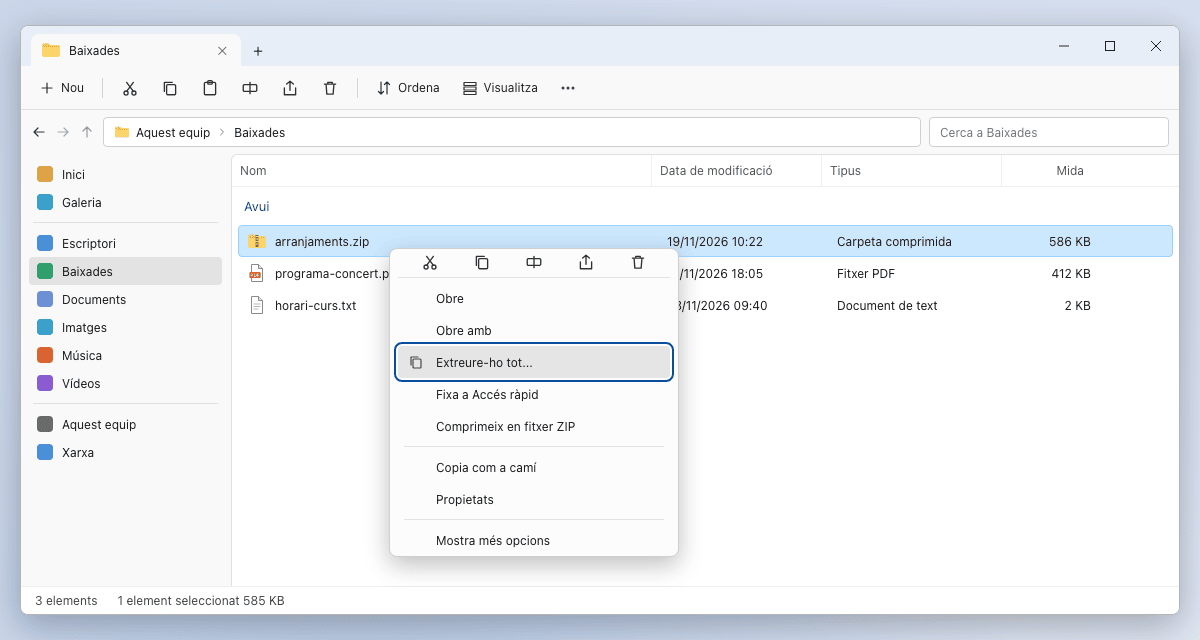 Baixades
Nou
Ordena
Visualitza
Aquest equip
Baixades
Cerca a Baixades
Inici
Galeria
Escriptori
Baixades
Documents
Imatges
Música
Vídeos
Aquest equip
Xarxa
Nom Data de modificació Tipus Mida
Avui
arranjaments.zip 19/11/2026 10:22 Carpeta comprimida 586 KB
programa-concert.p /11/2026 18:05 Fitxer PDF 412 KB
horari-curs.txt /11/2026 09:40 Document de text 2 KB
Obre
Obre amb
Extreure-ho tot...
Fixa a Accés ràpid
Comprimeix en fitxer ZIP
Copia com a camí
Propietats
Mostra més opcions
3 elements 1 element seleccionat 585 KB